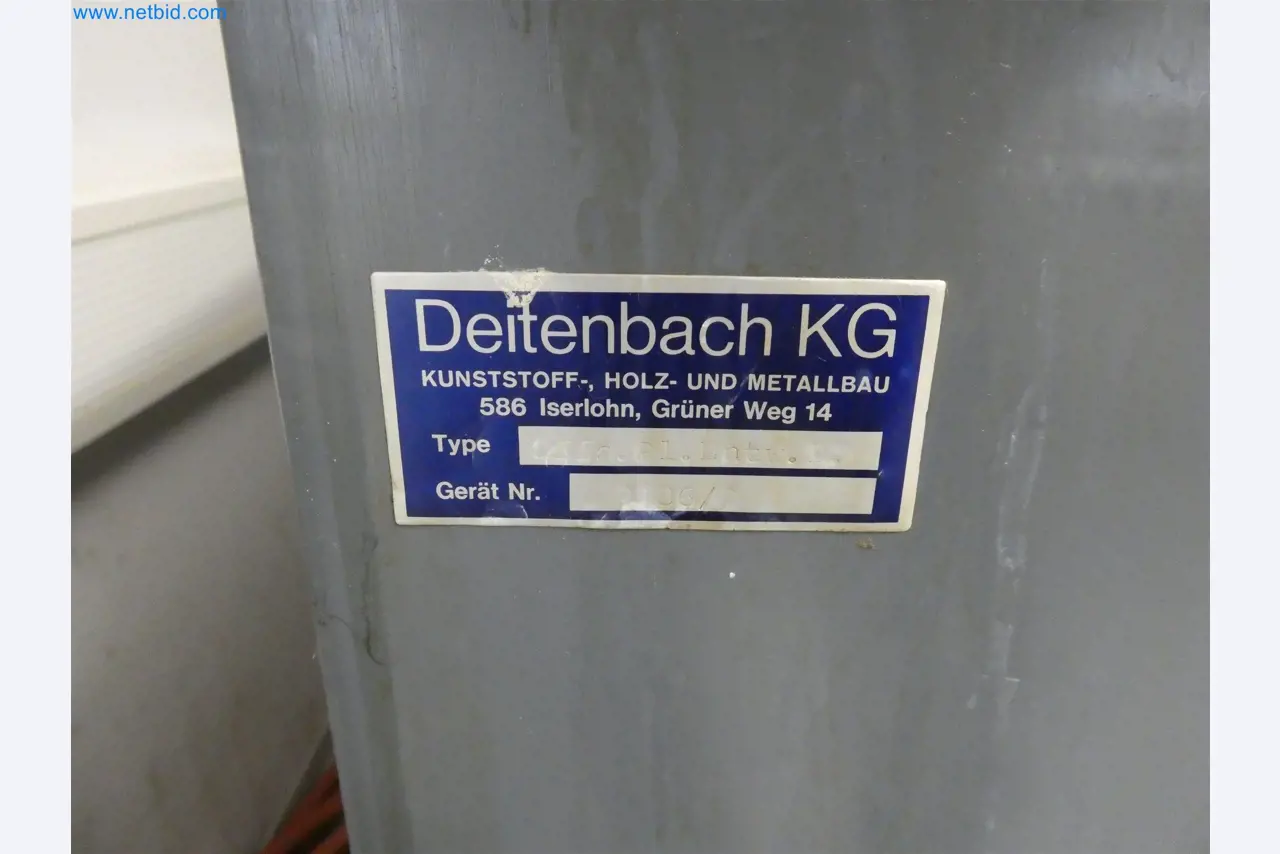 www.netbid.com
Deitenbach KG
KUNSTSTOFF-, HOLZ- UND METALLBAU
586 Iserlohn, Grüner Weg 14
Type
Gerät Nr.